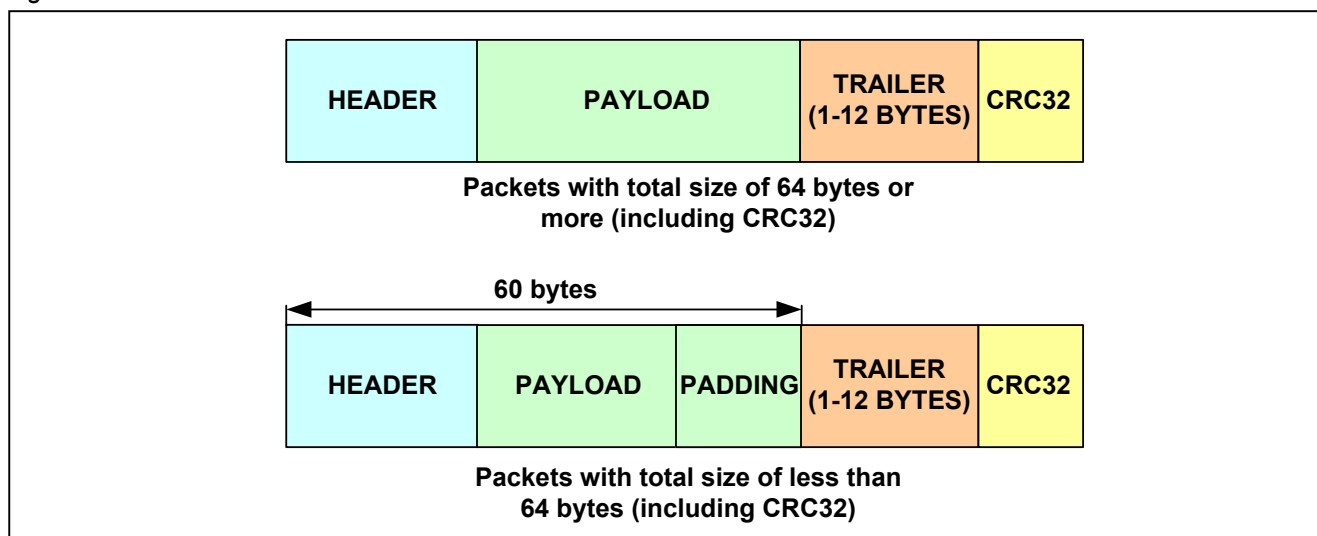 HEADER
PAYLOAD
TRAILER
(1-12 BYTES)
CRC32
Packets with total size of 64 bytes or
more (including CRC32)
60 bytes
HEADER
PAYLOAD
PADDING
TRAILER
(1-12 BYTES)
CRC32
Packets with total size of less than
64 bytes (including CRC32)